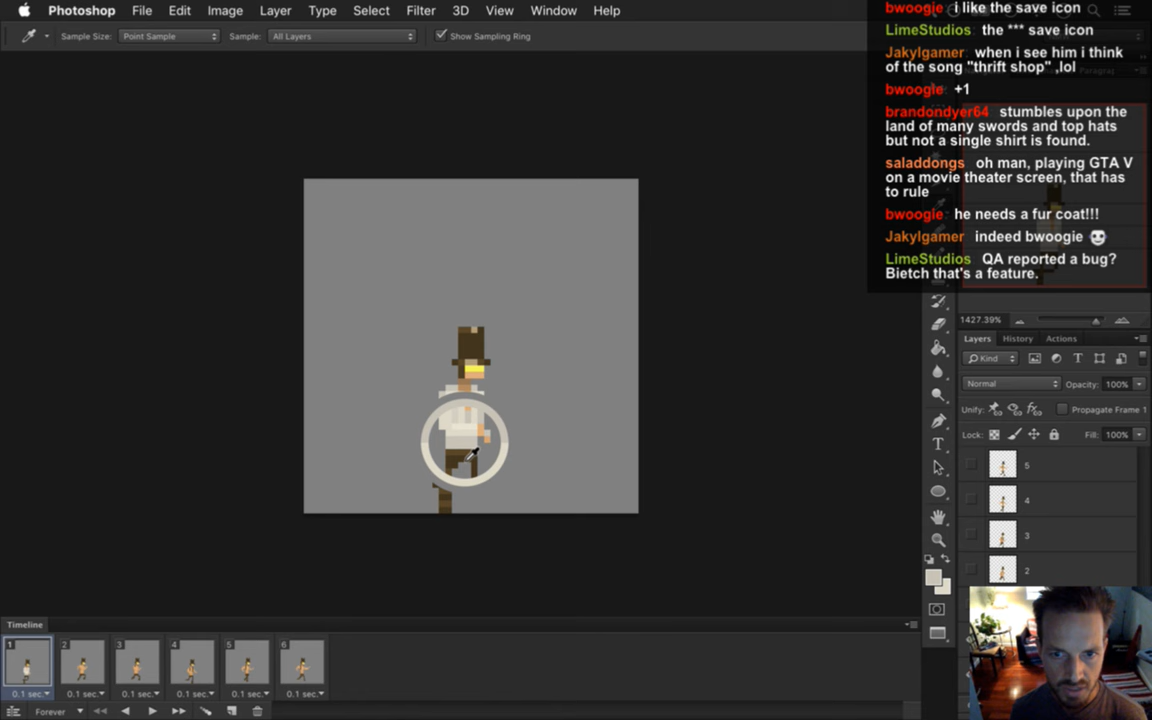 Photoshop File Edit Image Layer Type Select Filter 3D View Window Help
Sample Size: Point Sample Sample: All Layers Show Sampling Ring
bwoogie i like the save icon
LimeStudios the *** save icon
Jakylgamer when i see him i think
of the song "thrift shop" ,lol
bwoogie +1
brandondyer64 stumbles upon the
land of many swords and top hats
but not a single shirt is found.
saladdongs oh man, playing GTA V
on a movie theater screen, that has
to rule
bwoogie he needs a fur coat!!!
Jakylgamer indeed bwoogie
LimeStudios QA reported a bug?
Bietch that's a feature.
1427.39%
Layers History Actions
Kind
Normal Opacity: 100%
Unify: Propagate Frame 1
Lock: Fill: 100%
5
4
3
2
Timeline
1 2 3 4 5 6
0.1 sec. 0.1 sec. 0.1 sec. 0.1 sec. 0.1 sec. 0.1 sec.
Forever